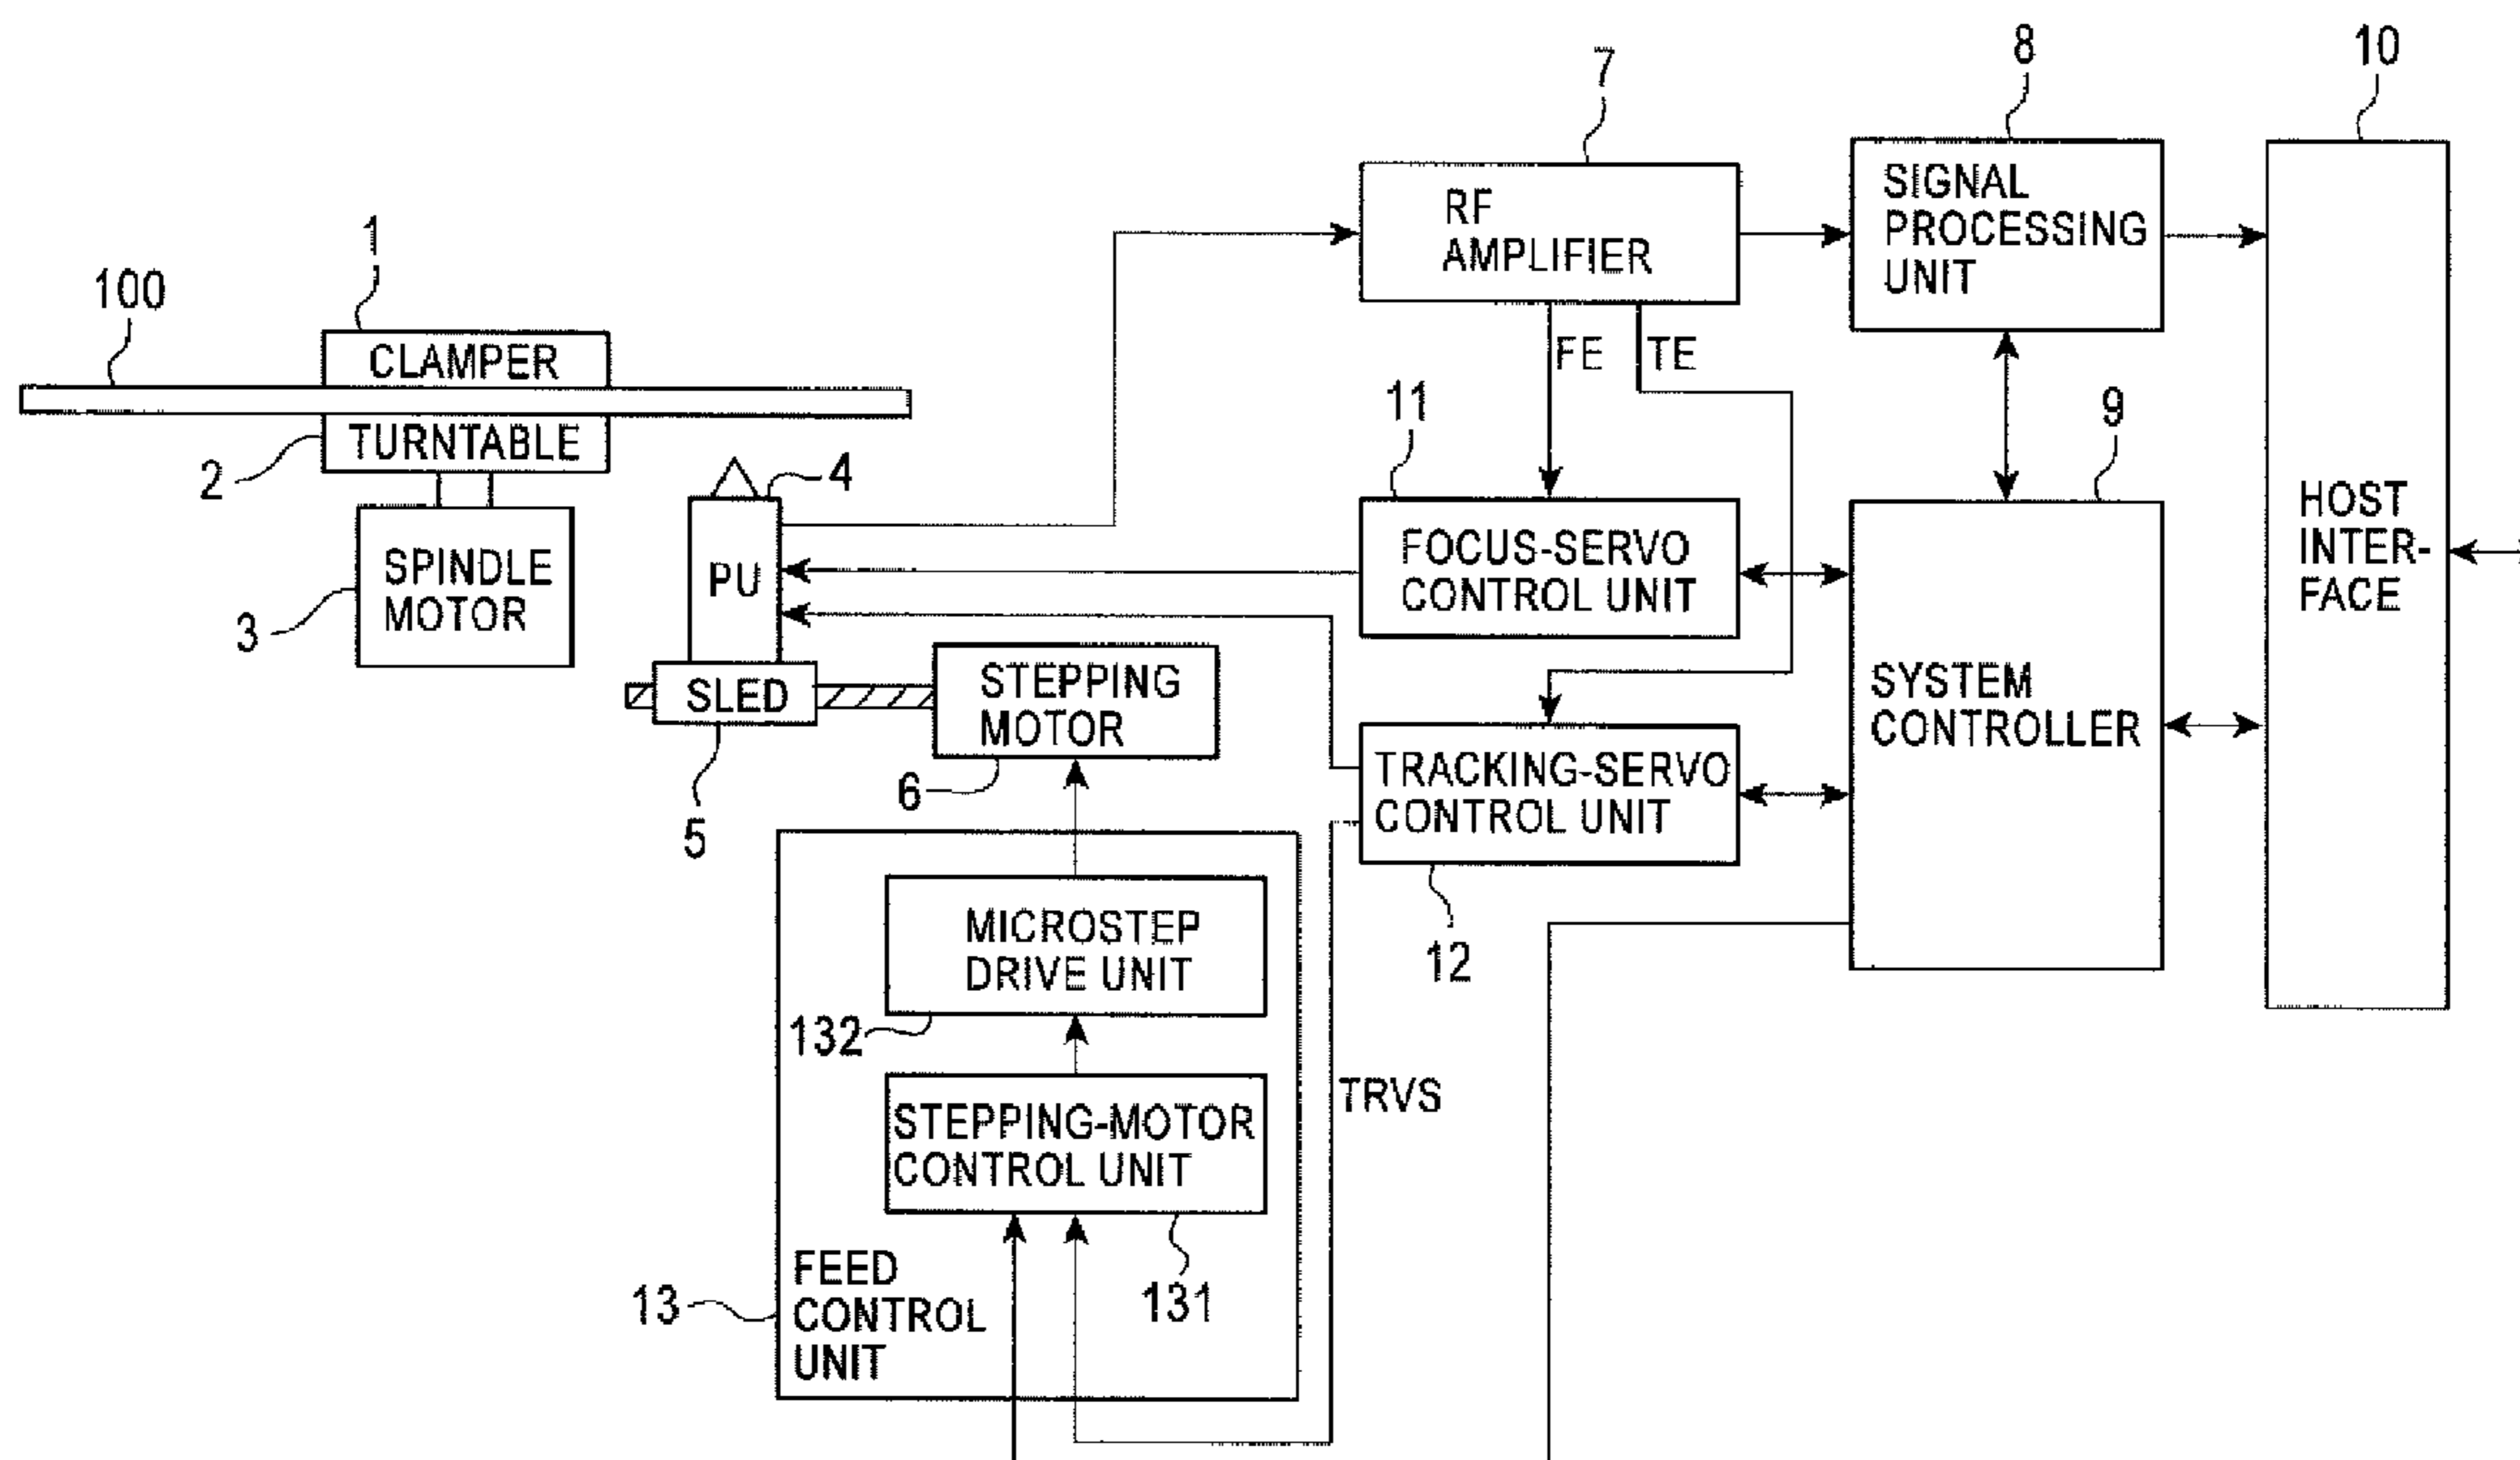 8
10
7
SIGNAL
PROCESSING
UNIT
RF
AMPLIFIER
1
100
CLAMPER
FE
TE
11
9
TURNTABLE
2
4
HOST
INTER-
FACE
FOCUS-SERVO
CONTROL UNIT
SPINDLE
MOTOR
PU
3
STEPPING
MOTOR
SLED
SYSTEM
CONTROLLER
TRACKING-SERVO
CONTROL UNIT
6
5
MICROSTEP
DRIVE UNIT
12
132
TRVS
STEPPING-MOTOR
CONTROL UNIT
FEED
CONTROL
UNIT
13
131